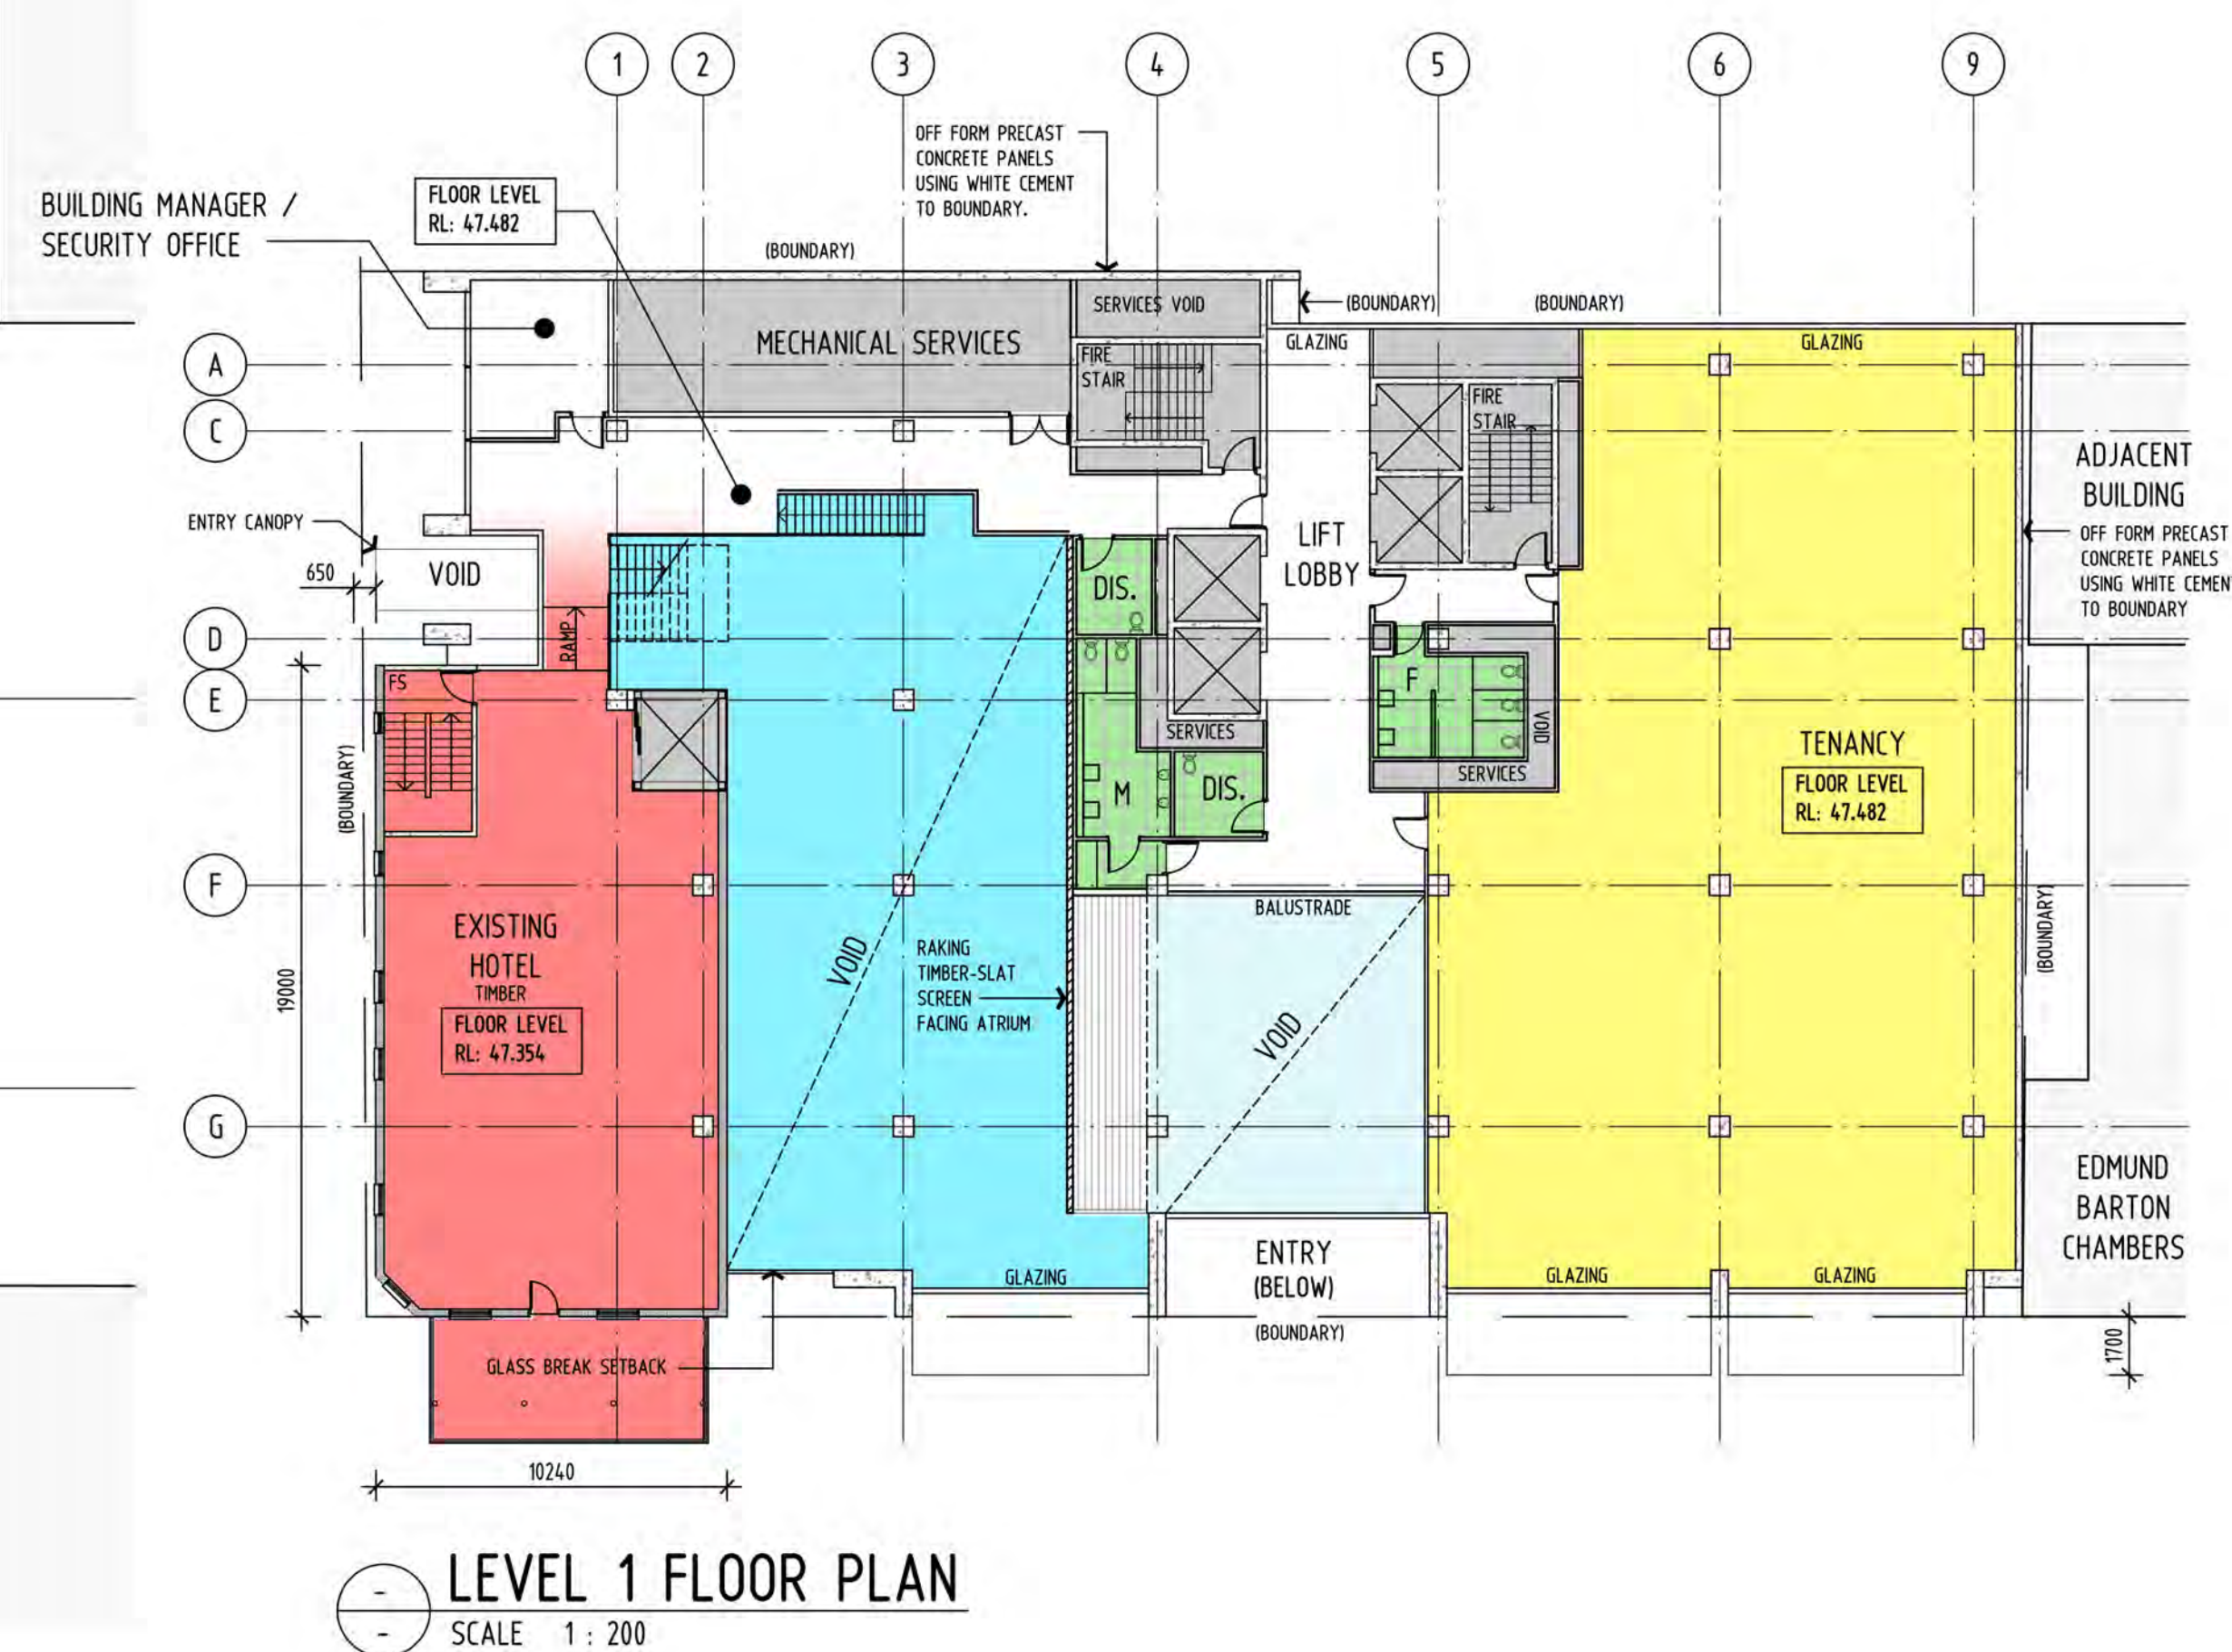 1
2
3
4
5
6
9
OFF FORM PRECAST
CONCRETE PANELS
USING WHITE CEMENT
TO BOUNDARY.
BUILDING MANAGER /
SECURITY OFFICE
FLOOR LEVEL
RL: 47.482
(BOUNDARY)
SERVICES VOID
(BOUNDARY)
(BOUNDARY)
MECHANICAL SERVICES
GLAZING
GLAZING
A
FIRE
STAIR
C
FIRE
STAIR
ADJACENT
BUILDING
ENTRY CANOPY
OFF FORM PRECAST
CONCRETE PANELS
USING WHITE CEMEN
TO BOUNDARY
LIFT
LOBBY
650
VOID
DIS.
D
RAMP
E
FS
F
VOID
SERVICES
SERVICES
TENANCY
FLOOR LEVEL
RL: 47.482
(BOUNDARY)
M
DIS.
F
BALUSTRADE
EXISTING
HOTEL
TIMBER
FLOOR LEVEL
RL: 47.354
VOID
RAKING
TIMBER-SLAT
SCREEN
FACING ATRIUM
VOID
(BOUNDARY)
19000
G
EDMUND
BARTON
CHAMBERS
ENTRY
(BELOW)
GLAZING
GLAZING
GLAZING
(BOUNDARY)
GLASS BREAK SETBACK
1700
10240
-
-
LEVEL 1 FLOOR PLAN
SCALE 1 : 200